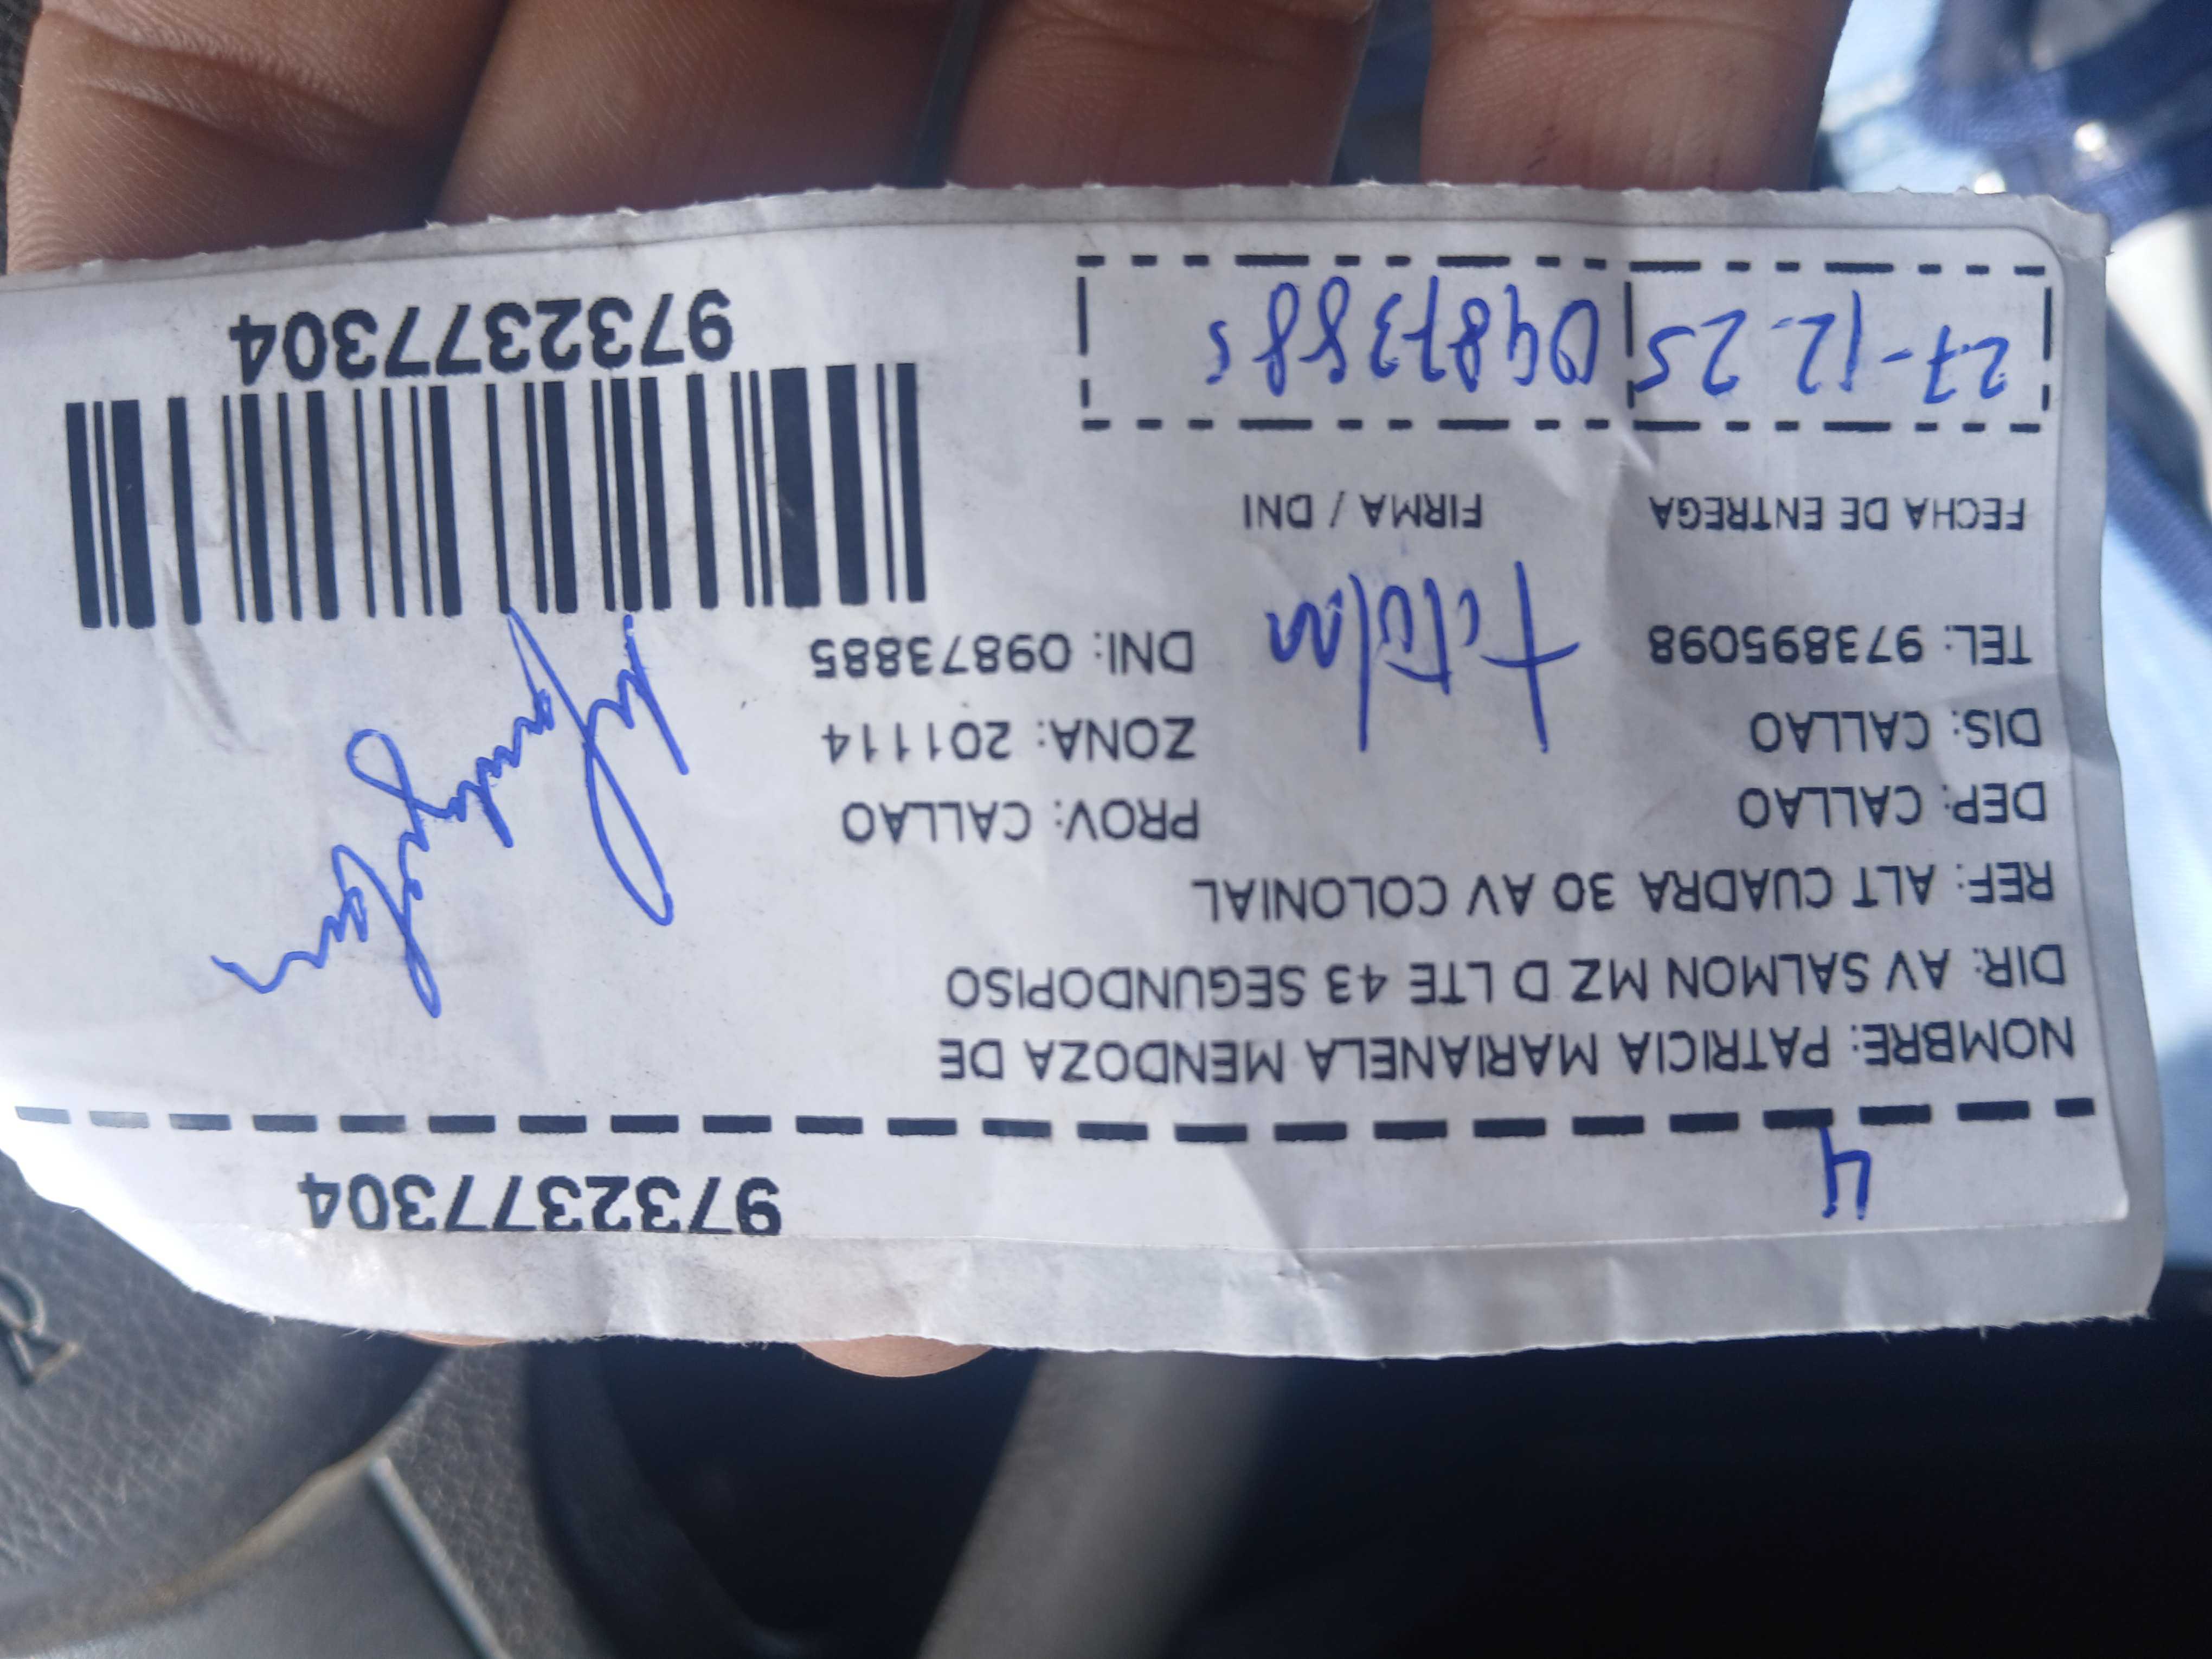 9732377304
4
NOMBRE: PATRICIA MARIANELA MENDOZA DE
DIR: AV SALMON MZ D LTE 43 SEGUNDOPISO
REF: ALT CUADRA 30 AV COLONIAL
DEP: CALLAO PROV: CALLAO
DIS: CALLAO ZONA: 201114
TEL: 973895098 DNI: 09873885
FECHA DE ENTREGA FIRMA / DNI
27-12-25 09873885
9732377304